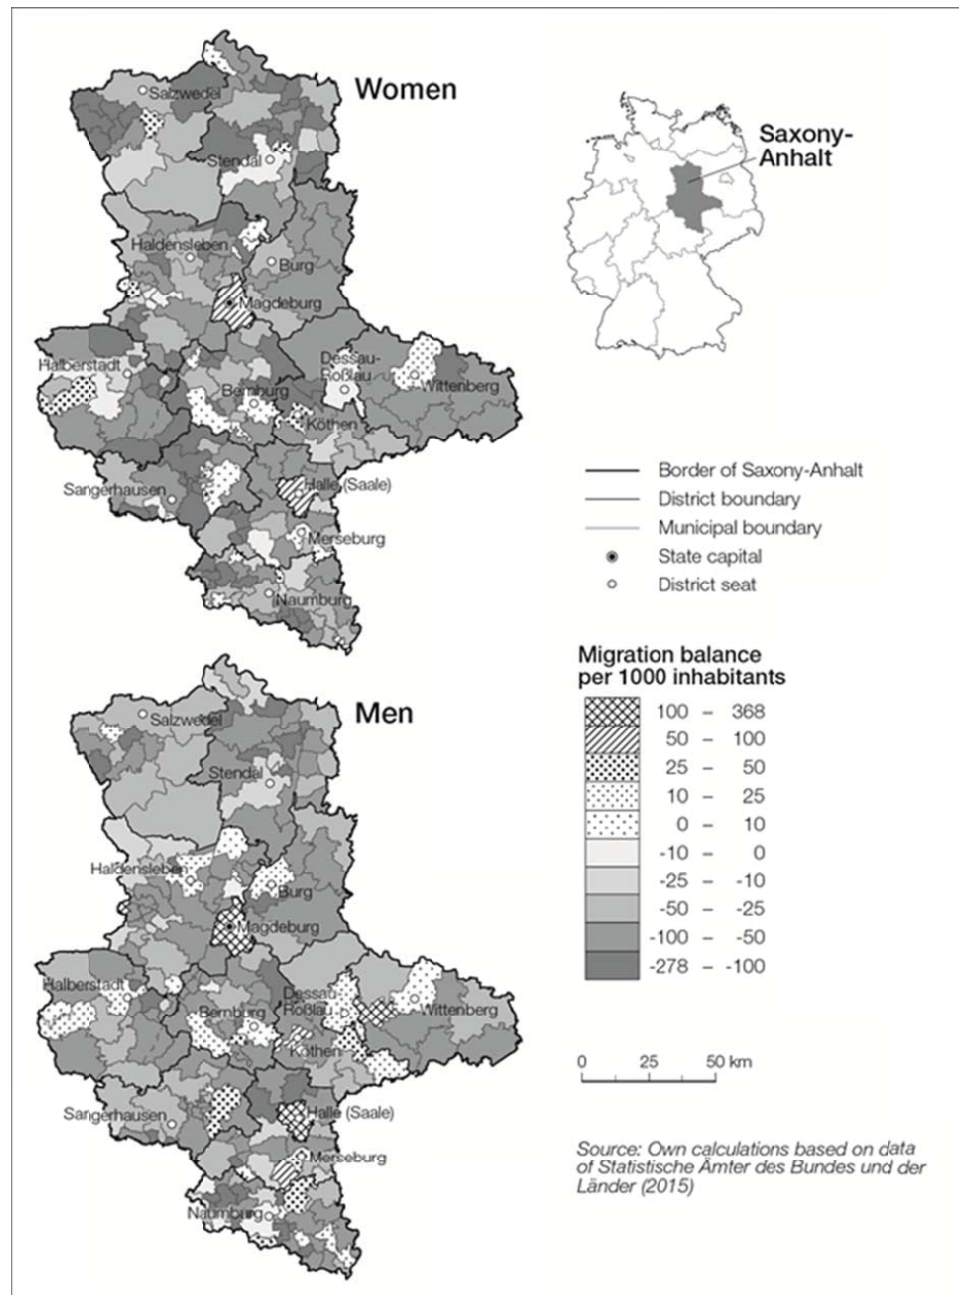 Women
Salzwedel
Stendal
Haldensleben
Burg
Magdeburg
Halberstadt
Dessau-
Roßlau
Wittenberg
Bernburg
Köthen
Sangerhausen
Halle (Saale)
Merseburg
Naumburg
Saxony-
Anhalt
Border of Saxony-Anhalt
District boundary
Municipal boundary
State capital
District seat
Men
Salzwedel
Stendal
Haldensleben
Burg
Magdeburg
Halberstadt
Dessau
Roßlau
Wittenberg
Bernburg
Köthen
Sangerhausen
Halle (Saale)
Merseburg
Naumburg
Migration balance
per 1000 inhabitants
100 – 368
50 – 100
25 – 50
10 – 25
0 – 10
-10 – 0
-25 – -10
-50 – -25
-100 – -50
-278 – -100
0 25 50 km
Source: Own calculations based on data
of Statistische Ämter des Bundes und der
Länder (2015)